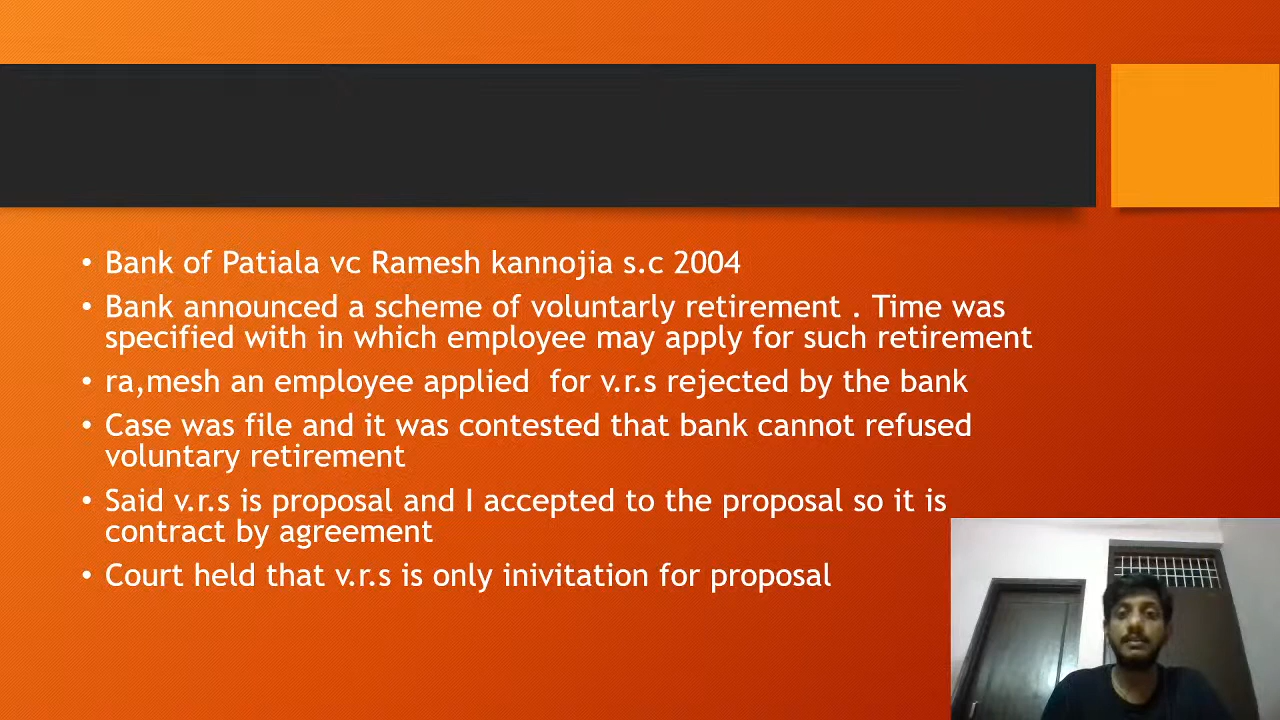 • Bank of Patiala vc Ramesh kannojia s.c 2004
• Bank announced a scheme of voluntarly retirement . Time was
specified with in which employee may apply for such retirement
• ra,mesh an employee applied  for v.r.s rejected by the bank
• Case was file and it was contested that bank cannot refused
voluntary retirement
• Said v.r.s is proposal and I accepted to the proposal so it is
contract by agreement
• Court held that v.r.s is only inivitation for proposal